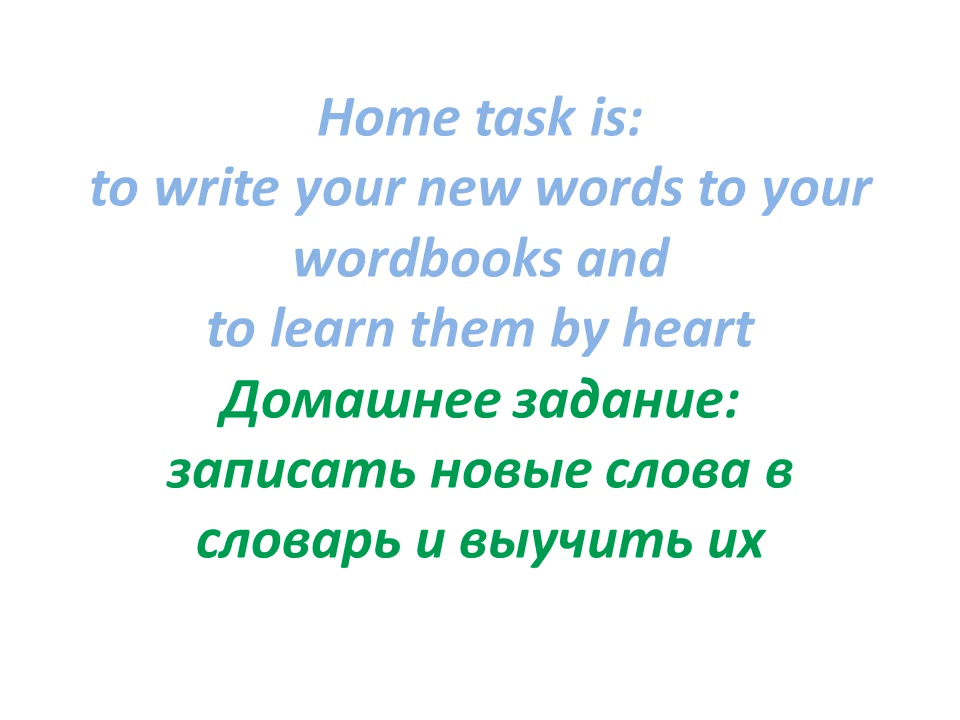 Home task is:
to write your new words to your
wordbooks and
to learn them by heart
Домашнее задание:
записать новые слова в
словарь и выучить их